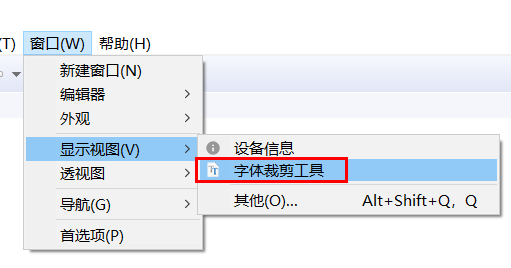 (T) 窗口(W) 帮助(H)
新建窗口(N)
编辑器
外观
显示视图(V)
设备信息
字体裁剪工具
其他(O)... Alt+Shift+Q, Q
透视图
导航(G)
首选项(P)